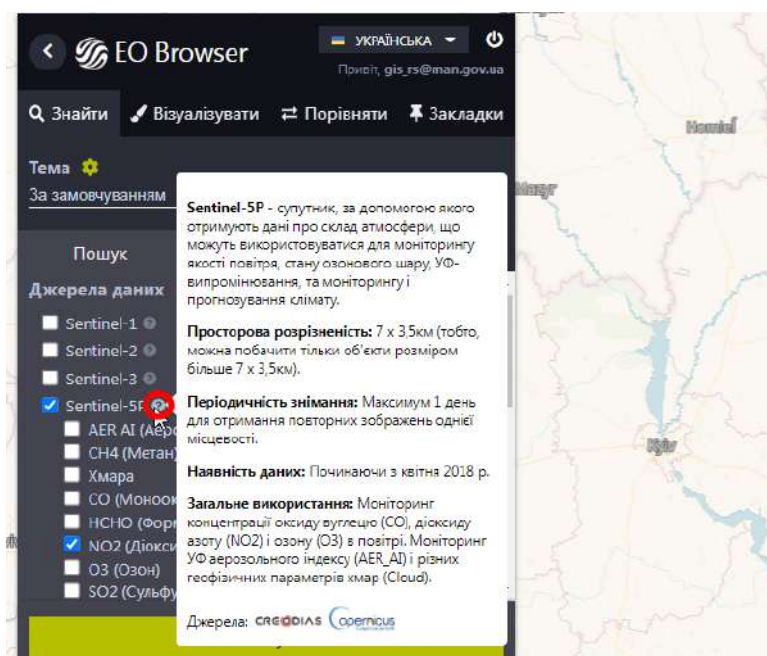 EO Browser
УКРАЇНСЬКА
Привіт, gis_rs@man.gov.ua
Знайти Візуалізувати Порівняти Закладки
Тема
За замовчуванням
Пошук
Джерела даних
Sentinel-1
Sentinel-2
Sentinel-3
Sentinel-5P
AER AI
CH4 (Метан)
Хмара
CO
HCHO
NO2
O3 (Озон)
SO2
Sentinel-5P - супутник, за допомогою якого
отримують дані про склад атмосфери, що
можуть використовуватися для моніторингу
якості повітря, стану озонового шару, УФ-
випромінювання, та моніторингу і
прогнозування клімату.
Просторова розрізненість: 7 x 3,5км (тобто,
можна побачити тільки об'єкти розміром
більше 7 x 3,5км).
Періодичність знімання: Максимум 1 день
для отримання повторних зображень однієї
місцевості.
Наявність даних: Починаючи з квітня 2018 р.
Загальне використання: Моніторинг
концентрації оксиду вуглецю (CO), діоксиду
азоту (NO2) і озону (O3) в повітрі. Моніторинг
УФ аерозольного індексу (AER_AI) і різних
геофізичних параметрів хмар (Cloud).
Джерела: CREODIAS Copernicus
Homiel
Mazyr
Kyiv